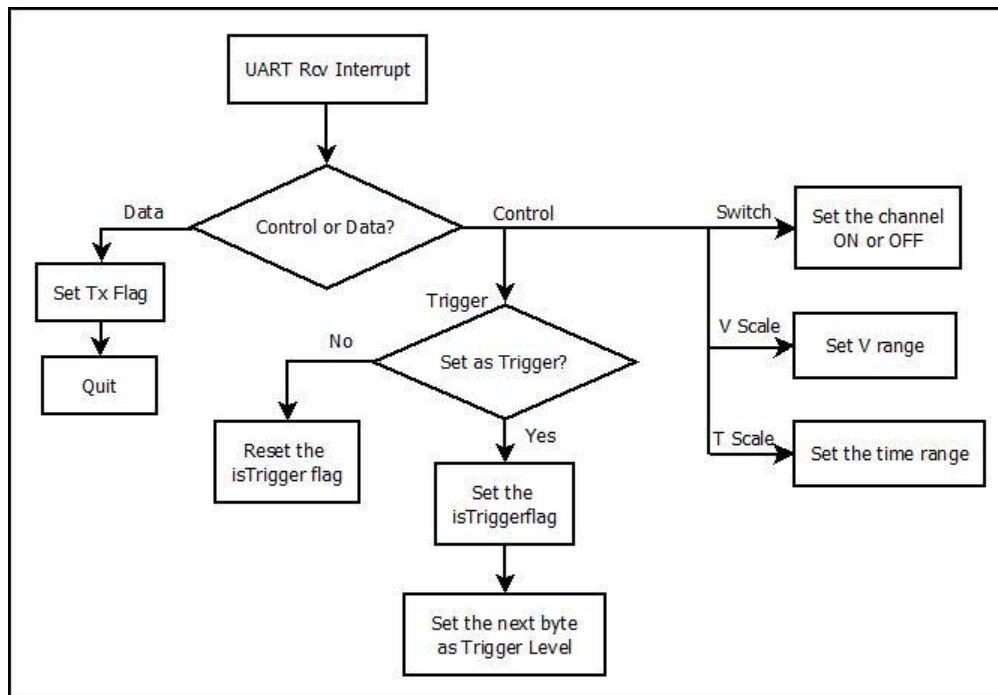 UART Rcv Interrupt
Control or Data?
Data
Control
Switch
Set the channel
ON or OFF
Set Tx Flag
Quit
Trigger
Set as Trigger?
No
Yes
V Scale
Set V range
T Scale
Set the time range
Reset the
isTrigger flag
Set the
isTriggerflag
Set the next byte
as Trigger Level